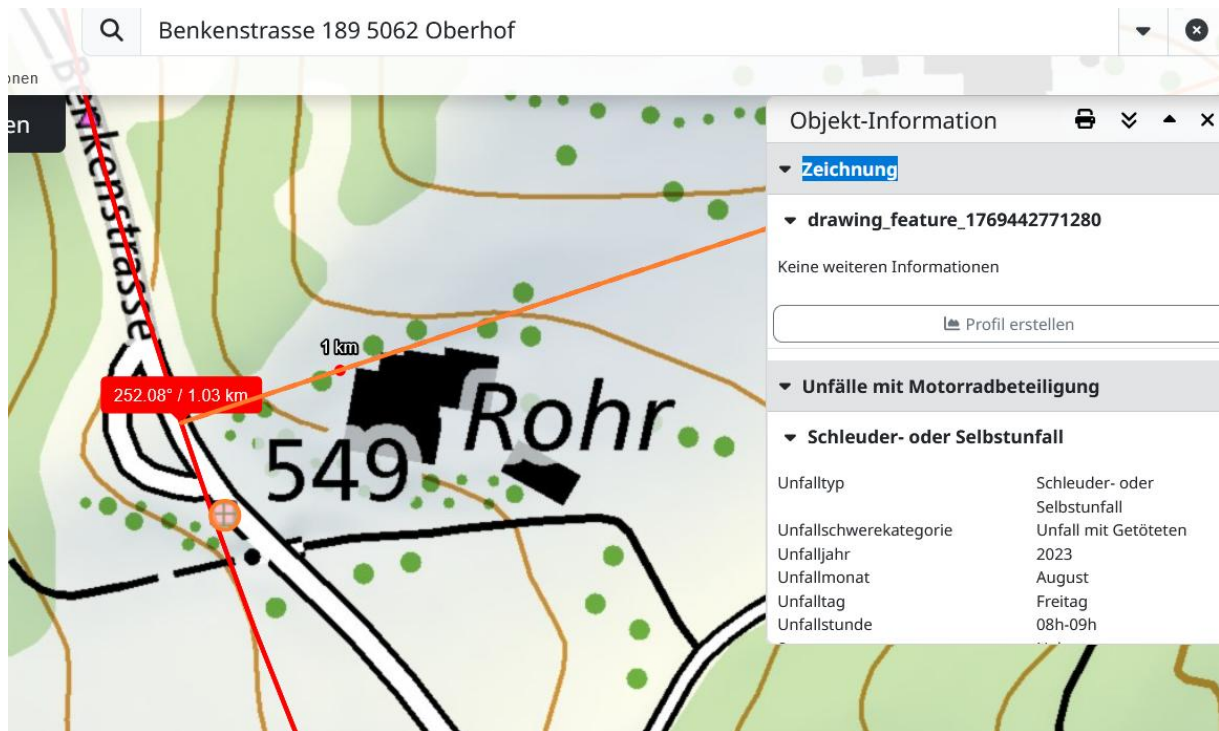 Benkenstrasse 189 5062 Oberhof
onen
en
Benkenstrasse
1 km
252.08° / 1.03 km
Rohr
549
Objekt-Information
Zeichnung
drawing_feature_1769442771280
Keine weiteren Informationen
Profil erstellen
Unfälle mit Motorradbeteiligung
Schleuder- oder Selbstunfall
Unfalltyp Schleuder- oder
Selbstunfall
Unfallschwerekategorie Unfall mit Getöteten
Unfalljahr 2023
Unfallmonat August
Unfalltag Freitag
Unfallstunde 08h-09h